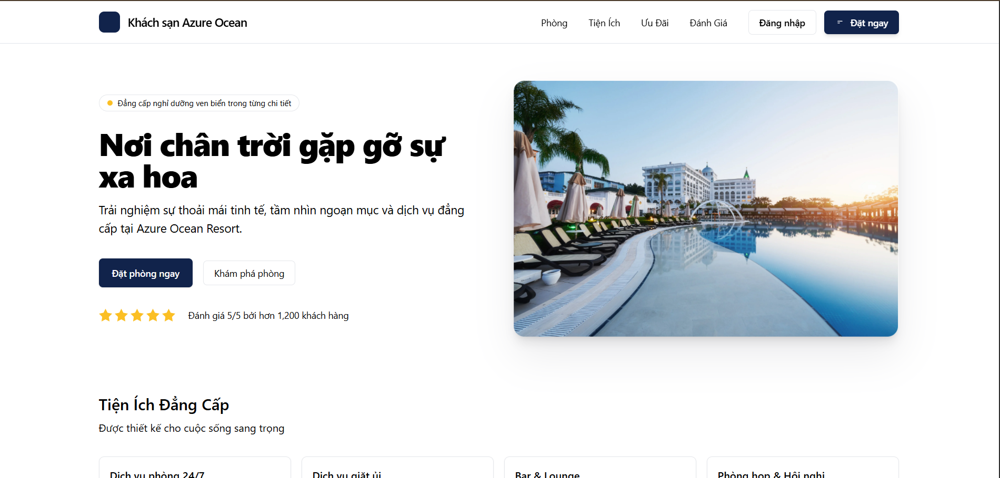 Khách sạn Azure Ocean
Phòng
Tiện Ích
Ưu Đãi
Đánh Giá
Đăng nhập
Đặt ngay
Đẳng cấp nghỉ dưỡng ven biển trong từng chi tiết
Nơi chân trời gặp gỡ sự
xa hoa
Trải nghiệm sự thoải mái tinh tế, tầm nhìn ngoạn mục và dịch vụ đẳng
cấp tại Azure Ocean Resort.
Đặt phòng ngay
Khám phá phòng
Đánh giá 5/5 bởi hơn 1,200 khách hàng
Tiện Ích Đẳng Cấp
Được thiết kế cho cuộc sống sang trọng
Dịch vụ phòng 24/7
Dịch vụ giặt ủi
Bar & Lounge
Phòng họp & Hội nghị